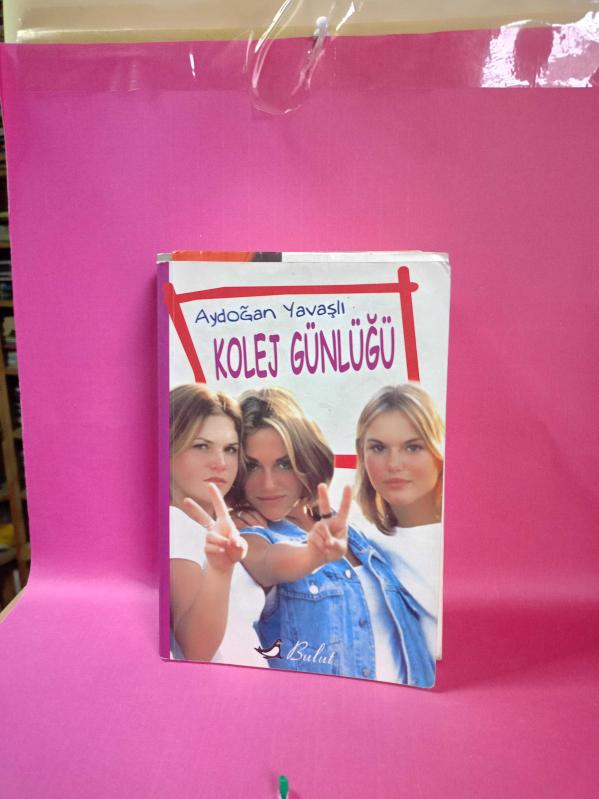 Aydoğan Yavaşlı
KOLEJ GÜNLÜĞÜ
Bulut